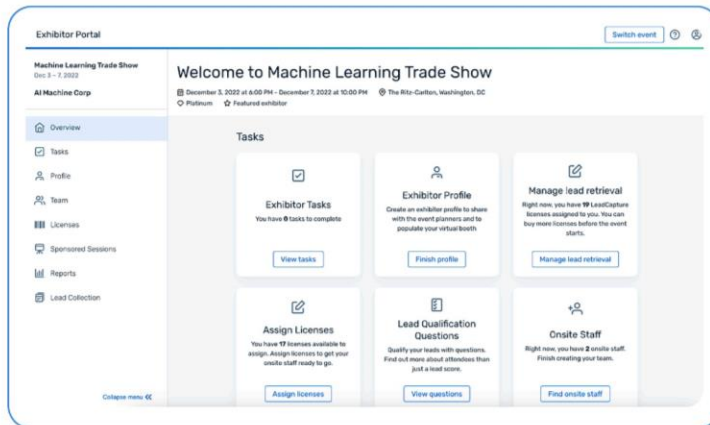 Exhibitor Portal
Switch event
Machine Learning Trade Show
Dec 3 – 7, 2022
AI Machine Corp
Overview
Tasks
Profile
Team
Licenses
Sponsored Sessions
Reports
Lead Collection
Collapse menu
Welcome to Machine Learning Trade Show
December 3, 2022 at 6:00 PM - December 7, 2022 at 10:00 PM The Ritz-Carlton, Washington, DC
Platinum Featured exhibitor
Tasks
Exhibitor Tasks
You have 0 tasks to complete
View tasks
Exhibitor Profile
Create an exhibitor profile to share
with the event planners and to
populate your virtual booth
Finish profile
Manage lead retrieval
Right now, you have 19 LeadCapture
licenses assigned to you. You can
buy more licenses before the event
starts.
Manage lead retrieval
Assign Licenses
You have 17 licenses available to
assign. Assign licenses to get your
onsite staff ready to go.
Assign licenses
Lead Qualification
Questions
Qualify your leads with questions.
Find out more about attendees than
just a lead score.
View questions
Onsite Staff
Right now, you have 2 onsite staff.
Finish creating your team.
Find onsite staff